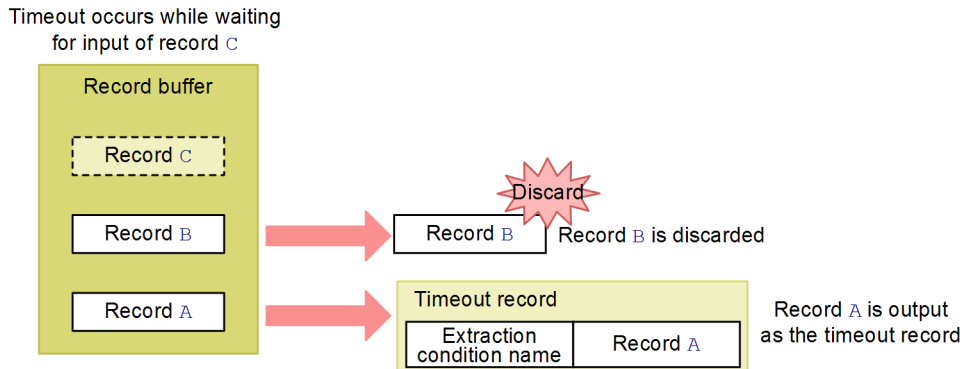 Timeout occurs while waiting
for input of record C
Record buffer
Record C
Record B
Record A
Discard
Record B
Record B is discarded
Timeout record
Extraction
condition name
Record A
Record A is output
as the timeout record